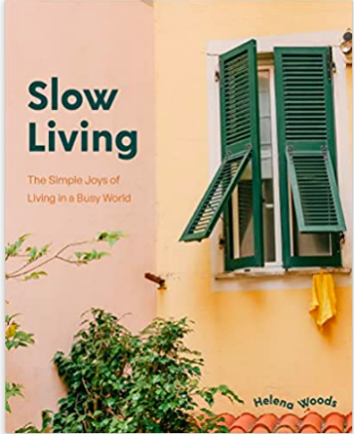 Slow
Living
The Simple Joys of
Living in a Busy World
Helena Woods